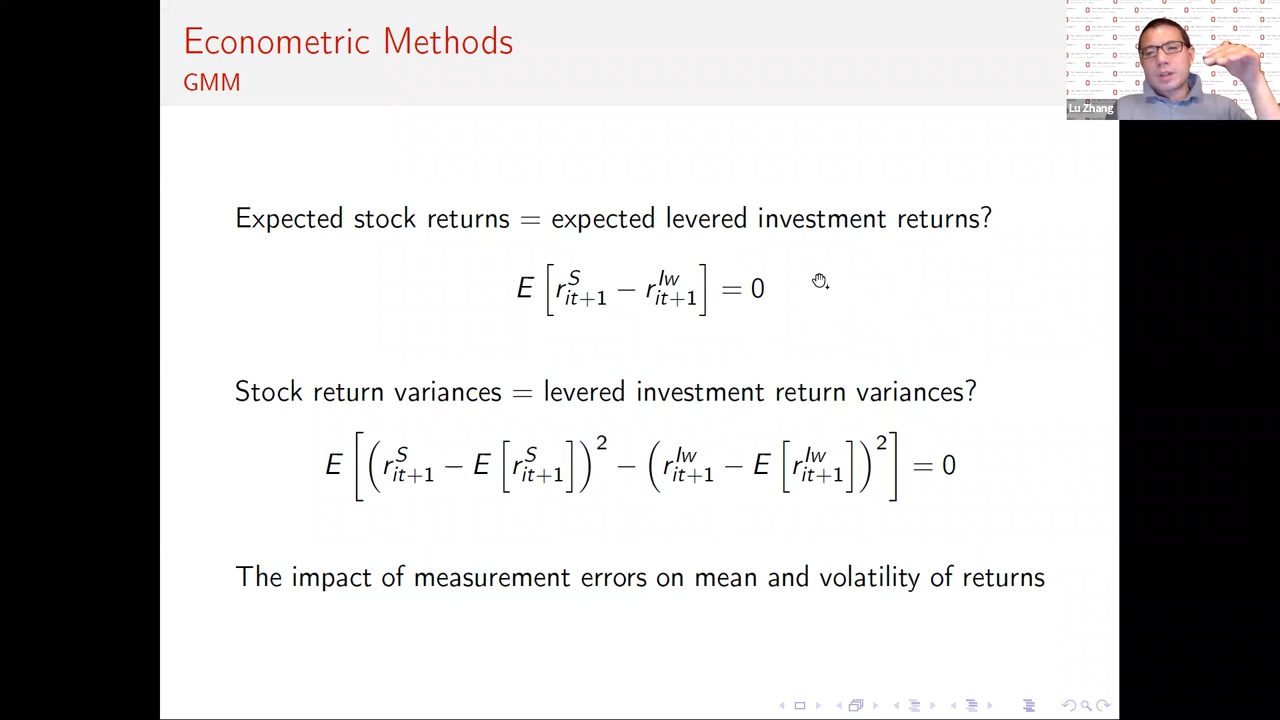 Econometric Methods
GMM
Lu Zhang
Expected stock returns = expected levered investment returns?
E[r^S_{it+1} − r^{Iw}_{it+1}] = 0
Stock return variances = levered investment return variances?
E[(r^S_{it+1} − E[r^S_{it+1}])^2 − (r^{Iw}_{it+1} − E[r^{Iw}_{it+1}])^2] = 0
The impact of measurement errors on mean and volatility of returns